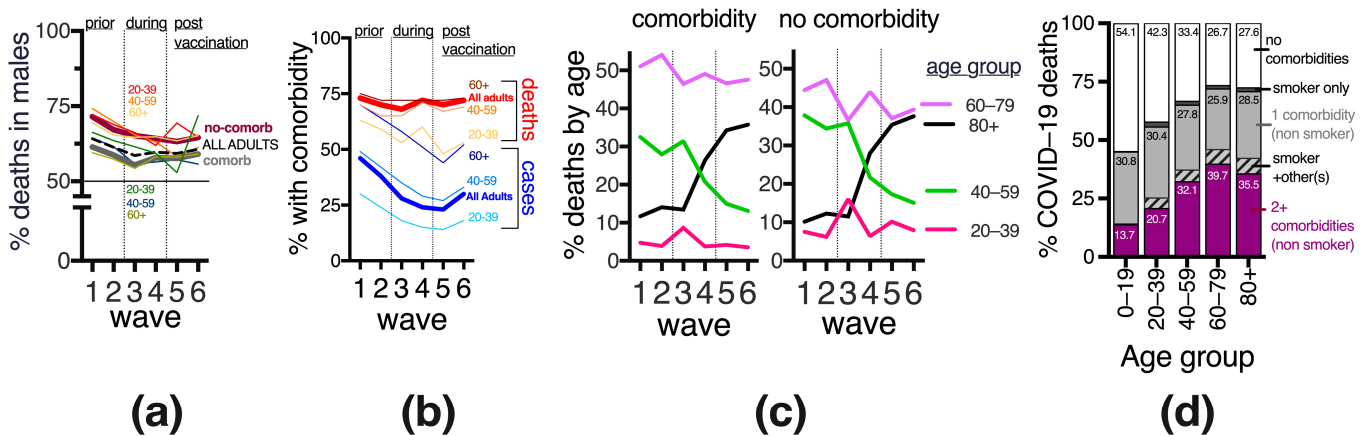 prior during post
vaccination
100
75
50
25
0
% deaths in males
20-39
40-59
60+
no-comorb
ALL ADULTS
comorb
20-39
40-59
60+
1 2 3 4 5 6
wave
(a)
prior during post
vaccination
100
75
50
25
0
% with comorbidity
60+
All adults
40-59
20-39
deaths
60+
40-59
All Adults
20-39
cases
1 2 3 4 5 6
wave
(b)
comorbidity
50
40
30
20
10
0
% deaths by age
1 2 3 4 5 6
wave
no comorbidity
50
40
30
20
10
0
1 2 3 4 5 6
wave
age group
60–79
80+
40–59
20–39
(c)
100
75
50
25
0
% COVID–19 deaths
54.1 42.3 33.4 26.7 27.6
30.8 30.4 27.8 25.9 28.5
13.7 20.7 32.1 39.7 35.5
no
comorbidities
smoker only
1 comorbidity
(non smoker)
smoker
+other(s)
2+
comorbidities
(non smoker)
0–19
20–39
40–59
60–79
80+
Age group
(d)